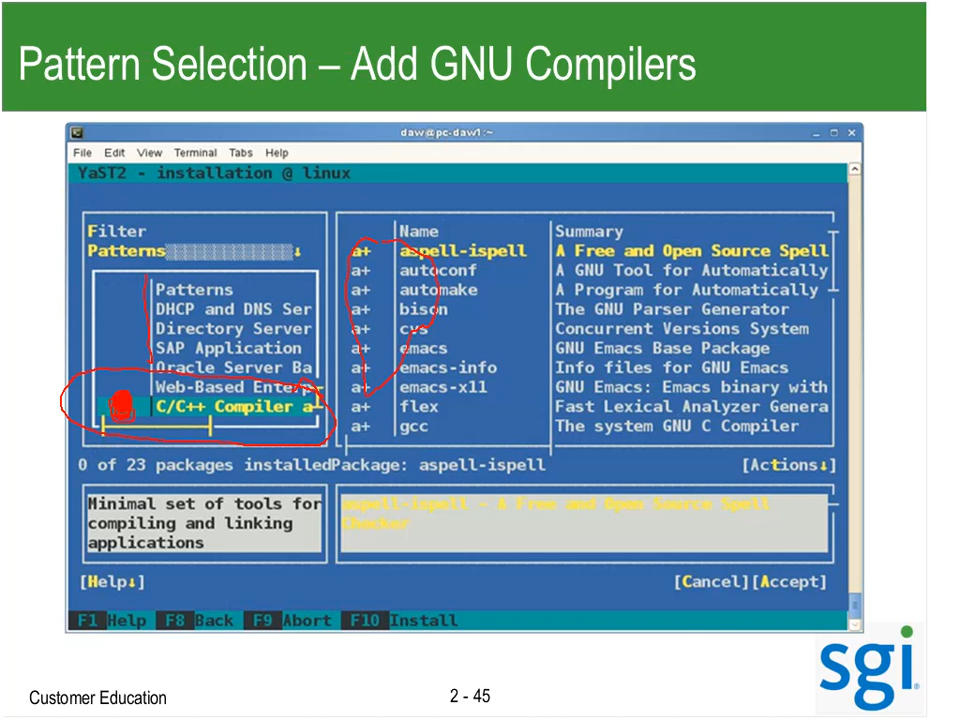 Pattern Selection – Add GNU Compilers
daw@pc-daw1:~
File Edit View Terminal Tabs Help
YaST2 - installation @ linux
Filter
Patterns
Patterns
DHCP and DNS Ser
Directory Server
SAP Application
Oracle Server Ba
Web-Based Enterp
C/C++ Compiler a
Name Summary
a+ aspell-ispell A Free and Open Source Spell
a+ autoconf A GNU Tool for Automatically
a+ automake A Program for Automatically
a+ bison The GNU Parser Generator
a+ cvs Concurrent Versions System
a+ emacs GNU Emacs Base Package
a+ emacs-info Info files for GNU Emacs
a+ emacs-x11 GNU Emacs: Emacs binary with
a+ flex Fast Lexical Analyzer Genera
a+ gcc The system GNU C Compiler
0 of 23 packages installedPackage: aspell-ispell [Actions↓]
Minimal set of tools for
compiling and linking
applications
aspell-ispell - A Free and Open Source Spell
Checker
[Help↓] [Cancel][Accept]
F1 Help F8 Back F9 Abort F10 Install
Customer Education
2 - 45
sgi